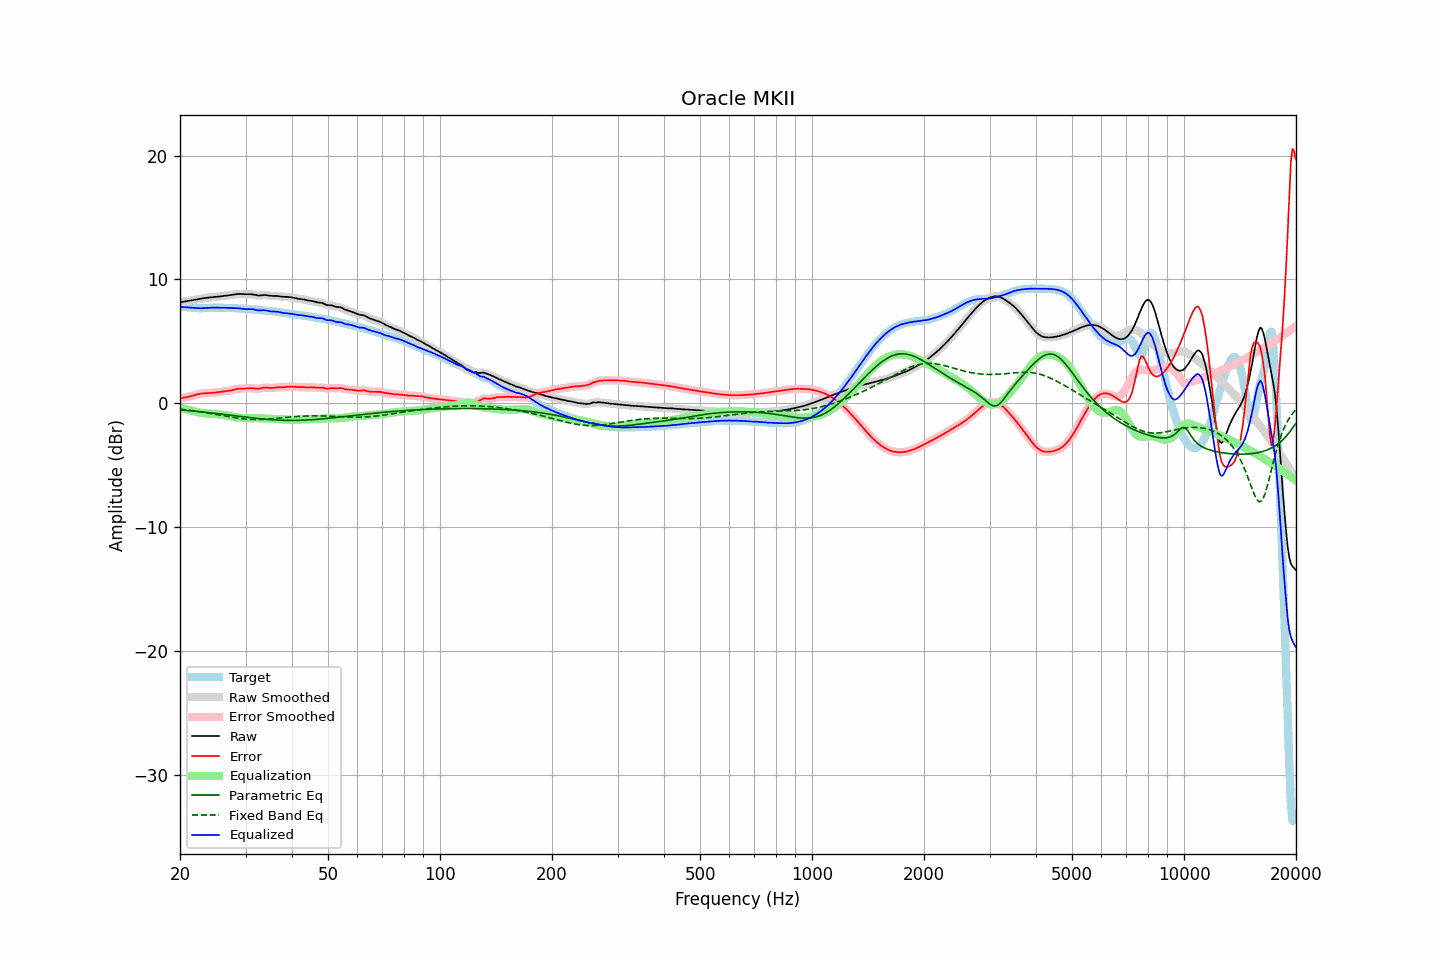 Oracle MKII
Amplitude (dBr)
20
10
0
−10
−20
−30
Target
Raw Smoothed
Error Smoothed
Raw
Error
Equalization
Parametric Eq
Fixed Band Eq
Equalized
20 50 100 200 500 1000 2000 5000 10000 20000
Frequency (Hz)